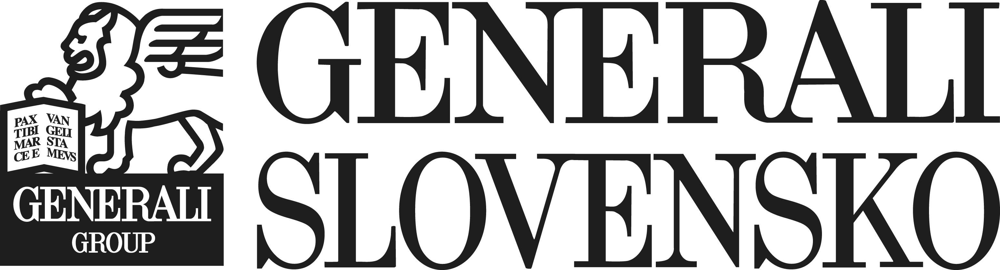 GENERALI
SLOVENSKO
PAX
TIBI
MAR
CE E
VAN
GELI
STA
MEVS
GENERALI
GROUP